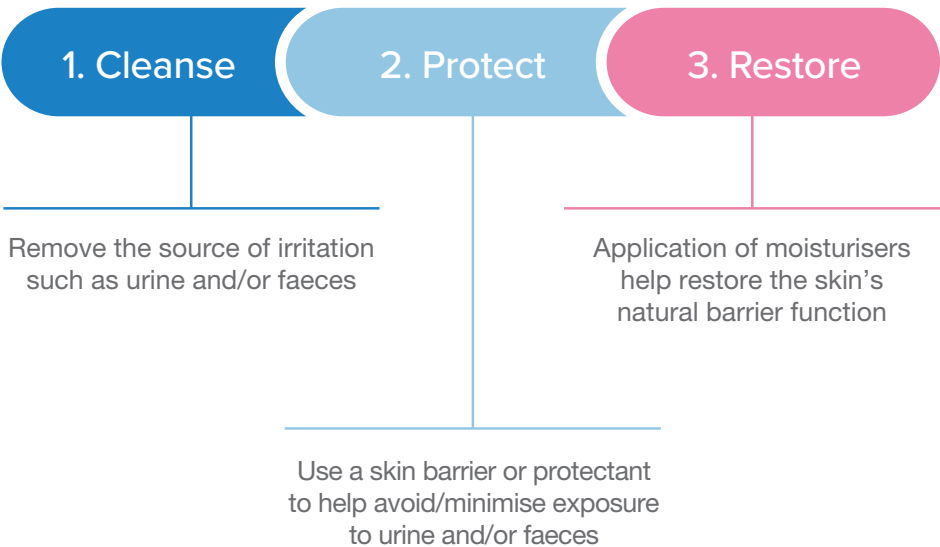 1. Cleanse
2. Protect
3. Restore
Remove the source of irritation
such as urine and/or faeces
Use a skin barrier or protectant
to help avoid/minimise exposure
to urine and/or faeces
Application of moisturisers
help restore the skin’s
natural barrier function